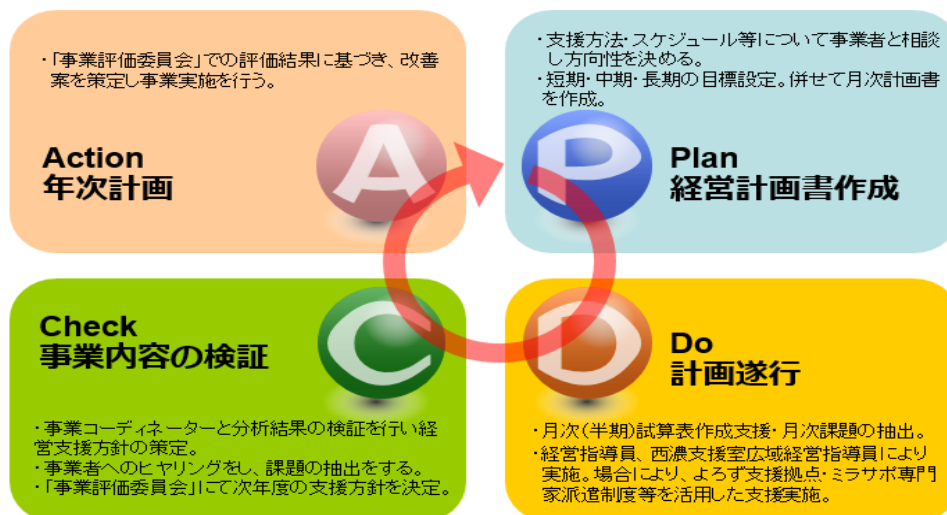 ・「事業評価委員会」での評価結果に基づき、改善
案を策定し事業実施を行う。
Action
年次計画
A
・支援方法・スケジュール等について事業者と相談
し方向性を決める。
・短期・中期・長期の目標設定。併せて月次計画書
を作成。
P
Plan
経営計画書作成
Check
事業内容の検証
C
・事業コーディネーターと分析結果の検証を行い経
営支援方針の策定。
・事業者へのヒヤリングをし、課題の抽出をする。
・「事業評価委員会」にて次年度の支援方針を決定。
D
Do
計画遂行
・月次(半期)試算表作成支援・月次課題の抽出。
・経営指導員、西濃支援室広域経営指導員により
実施。場合により、よろず支援拠点・ミラサポ専門
家派遣制度等を活用した支援実施。